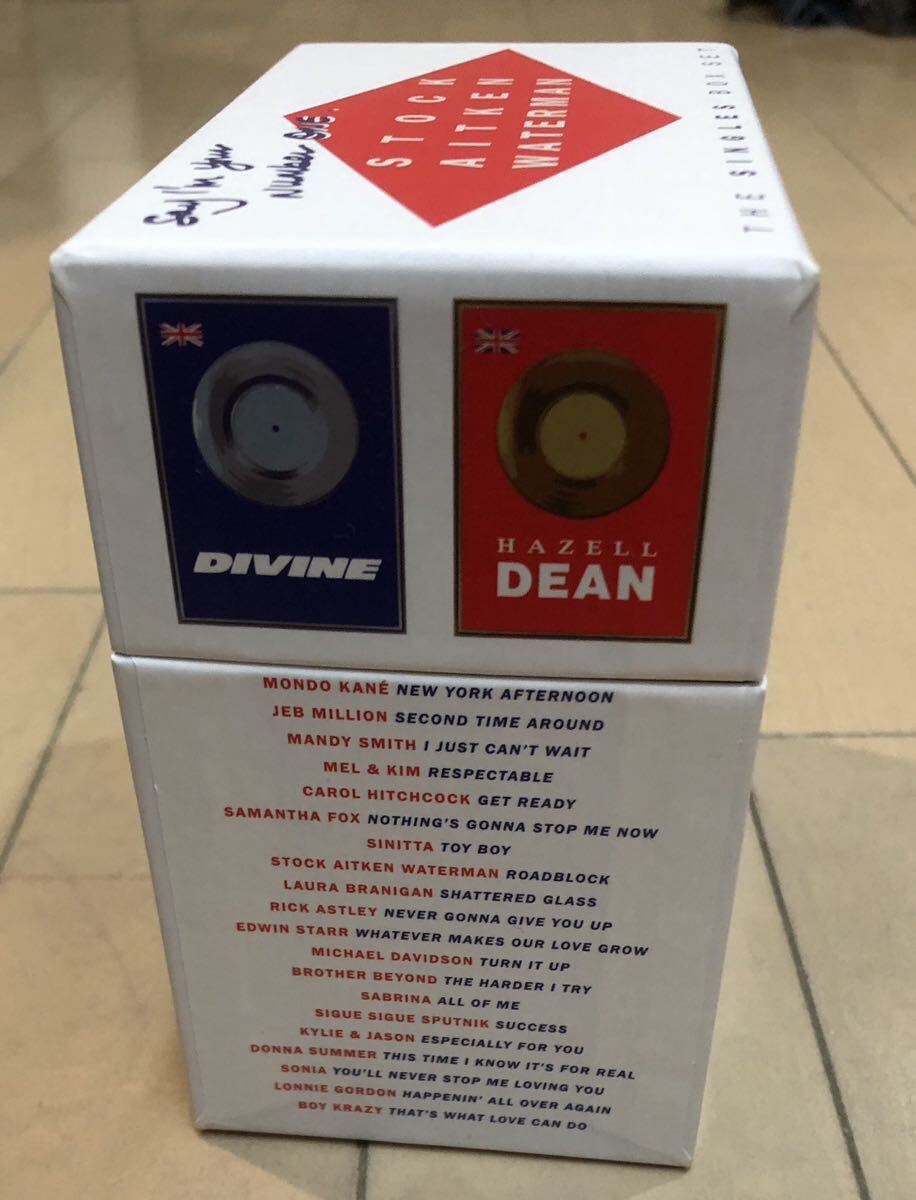 STOCK
AITKEN
WATERMAN
THE SINGLES BOX SET
Say I'm you
Number One.
DIVINE
HAZELL
DEAN
MONDO KANÉ NEW YORK AFTERNOON
JEB MILLION SECOND TIME AROUND
MANDY SMITH I JUST CAN'T WAIT
MEL & KIM RESPECTABLE
CAROL HITCHCOCK GET READY
SAMANTHA FOX NOTHING'S GONNA STOP ME NOW
SINITTA TOY BOY
STOCK AITKEN WATERMAN ROADBLOCK
LAURA BRANIGAN SHATTERED GLASS
RICK ASTLEY NEVER GONNA GIVE YOU UP
EDWIN STARR WHATEVER MAKES OUR LOVE GROW
MICHAEL DAVIDSON TURN IT UP
BROTHER BEYOND THE HARDER I TRY
SABRINA ALL OF ME
SIGUE SIGUE SPUTNIK SUCCESS
KYLIE & JASON ESPECIALLY FOR YOU
DONNA SUMMER THIS TIME I KNOW IT'S FOR REAL
SONIA YOU'LL NEVER STOP ME LOVING YOU
LONNIE GORDON HAPPENIN' ALL OVER AGAIN
BOY KRAZY THAT'S WHAT LOVE CAN DO